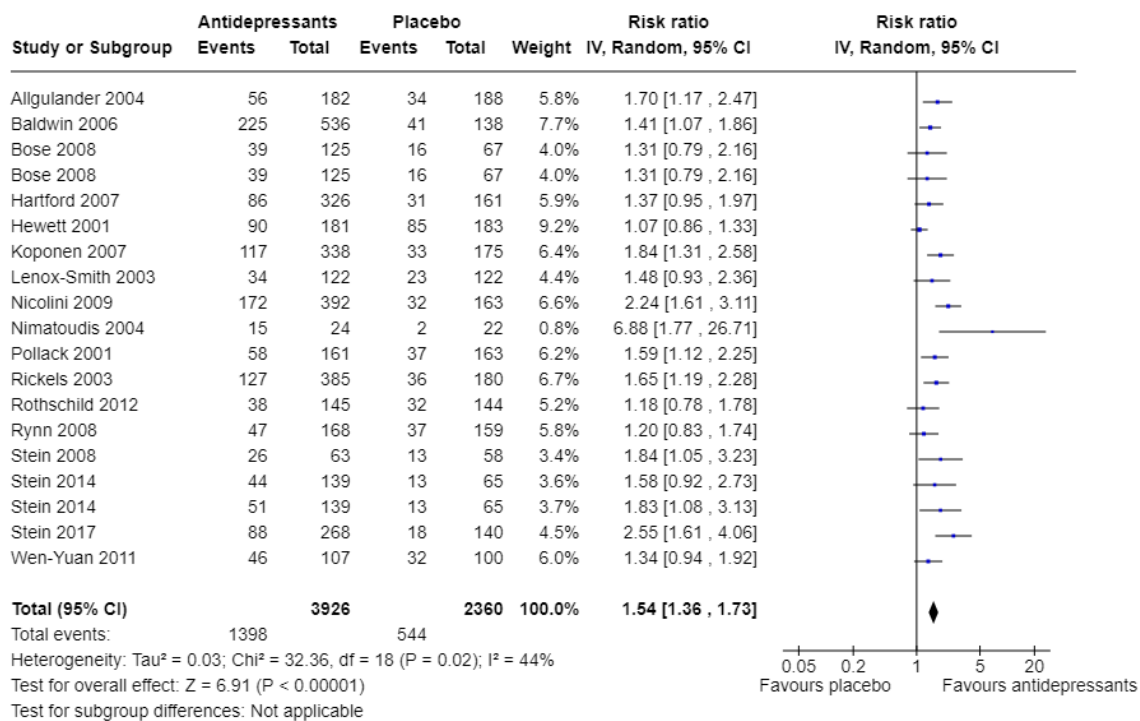 Antidepressants Placebo Risk ratio Risk ratio
Study or Subgroup Events Total Events Total Weight IV, Random, 95% CI IV, Random, 95% CI
Allgulander 2004 56 182 34 188 5.8% 1.70 [1.17 , 2.47]
Baldwin 2006 225 536 41 138 7.7% 1.41 [1.07 , 1.86]
Bose 2008 39 125 16 67 4.0% 1.31 [0.79 , 2.16]
Bose 2008 39 125 16 67 4.0% 1.31 [0.79 , 2.16]
Hartford 2007 86 326 31 161 5.9% 1.37 [0.95 , 1.97]
Hewett 2001 90 181 85 183 9.2% 1.07 [0.86 , 1.33]
Koponen 2007 117 338 33 175 6.4% 1.84 [1.31 , 2.58]
Lenox-Smith 2003 34 122 23 122 4.4% 1.48 [0.93 , 2.36]
Nicolini 2009 172 392 32 163 6.6% 2.24 [1.61 , 3.11]
Nimatoudis 2004 15 24 2 22 0.8% 6.88 [1.77 , 26.71]
Pollack 2001 58 161 37 163 6.2% 1.59 [1.12 , 2.25]
Rickels 2003 127 385 36 180 6.7% 1.65 [1.19 , 2.28]
Rothschild 2012 38 145 32 144 5.2% 1.18 [0.78 , 1.78]
Rynn 2008 47 168 37 159 5.8% 1.20 [0.83 , 1.74]
Stein 2008 26 63 13 58 3.4% 1.84 [1.05 , 3.23]
Stein 2014 44 139 13 65 3.6% 1.58 [0.92 , 2.73]
Stein 2014 51 139 13 65 3.7% 1.83 [1.08 , 3.13]
Stein 2017 88 268 18 140 4.5% 2.55 [1.61 , 4.06]
Wen-Yuan 2011 46 107 32 100 6.0% 1.34 [0.94 , 1.92]
Total (95% CI) 3926 2360 100.0% 1.54 [1.36 , 1.73]
Total events: 1398 544
Heterogeneity: Tau² = 0.03; Chi² = 32.36, df = 18 (P = 0.02); I² = 44%
Test for overall effect: Z = 6.91 (P < 0.00001)
Test for subgroup differences: Not applicable
0.05 0.2 1 5 20
Favours placebo Favours antidepressants